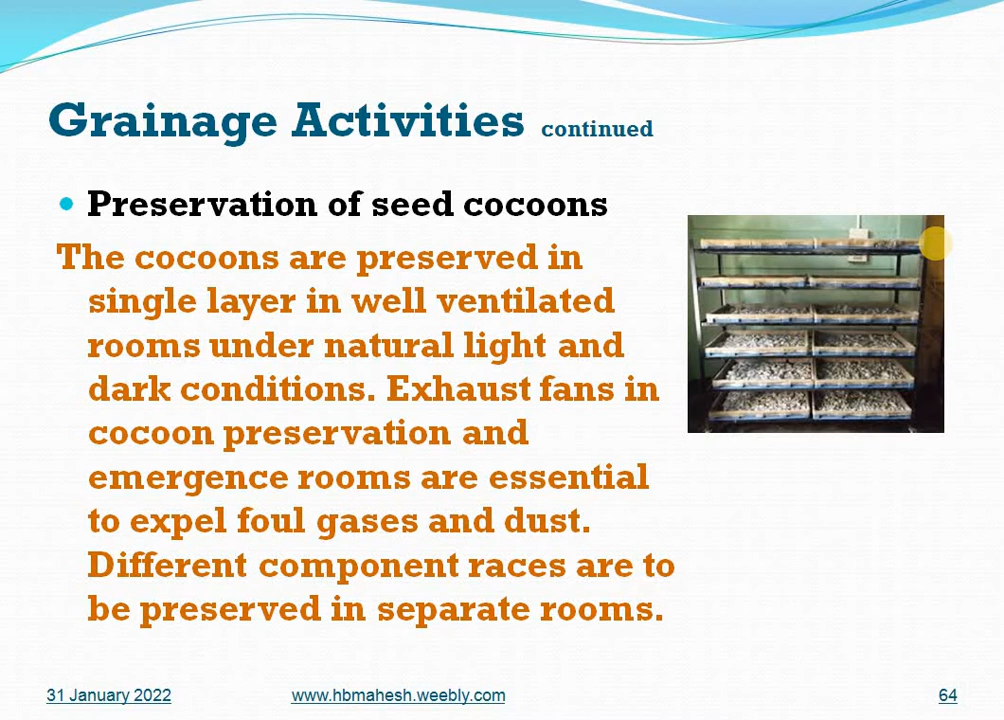 Grainage Activities continued
Preservation of seed cocoons
The cocoons are preserved in
single layer in well ventilated
rooms under natural light and
dark conditions. Exhaust fans in
cocoon preservation and
emergence rooms are essential
to expel foul gases and dust.
Different component races are to
be preserved in separate rooms.
31 January 2022
www.hbmahesh.weebly.com
64